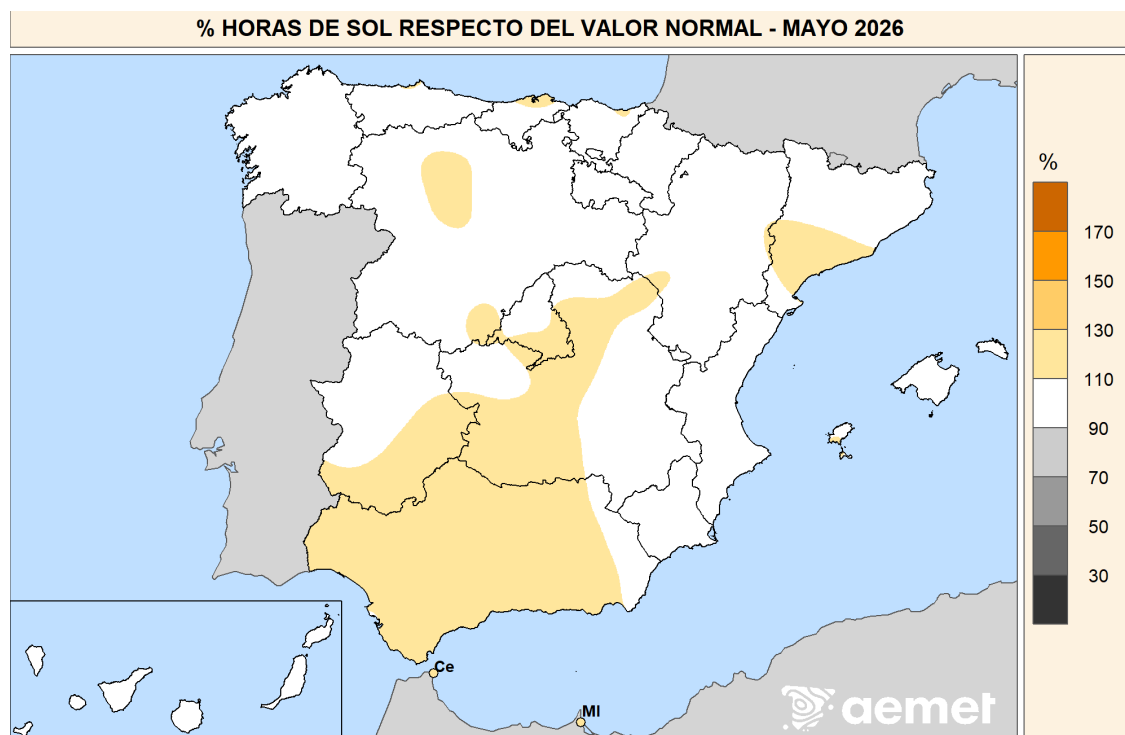 % HORAS DE SOL RESPECTO DEL VALOR NORMAL - MAYO 2026
%
170
150
130
110
90
70
50
30
Ce
Ml
aemet